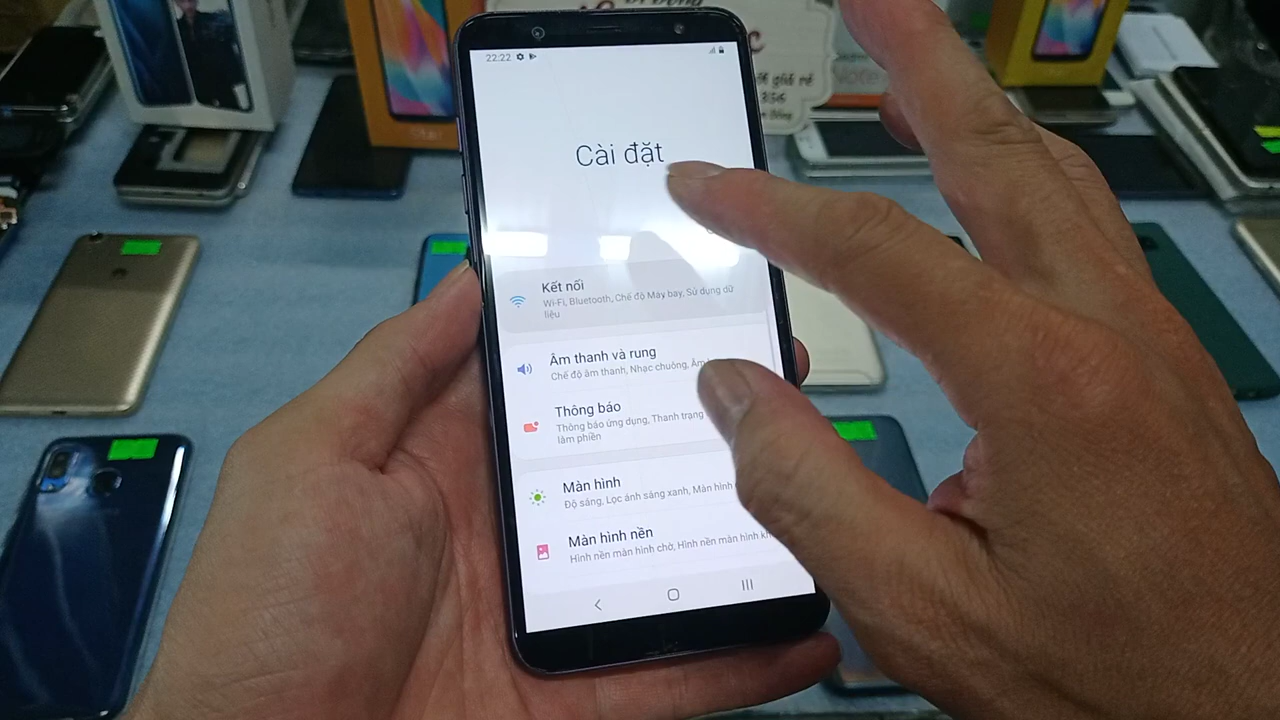 22:22
Cài đặt
Kết nối
Wi-Fi, Bluetooth, Chế độ Máy bay, Sử dụng dữ
liệu
Âm thanh và rung
Chế độ âm thanh, Nhạc chuông, Âm
Thông báo
Thông báo ứng dụng, Thanh trạng
làm phiền
Màn hình
Độ sáng, Lọc ánh sáng xanh, Màn hình
Màn hình nền
Hình nền màn hình chờ, Hình nền màn hình
giá rẻ